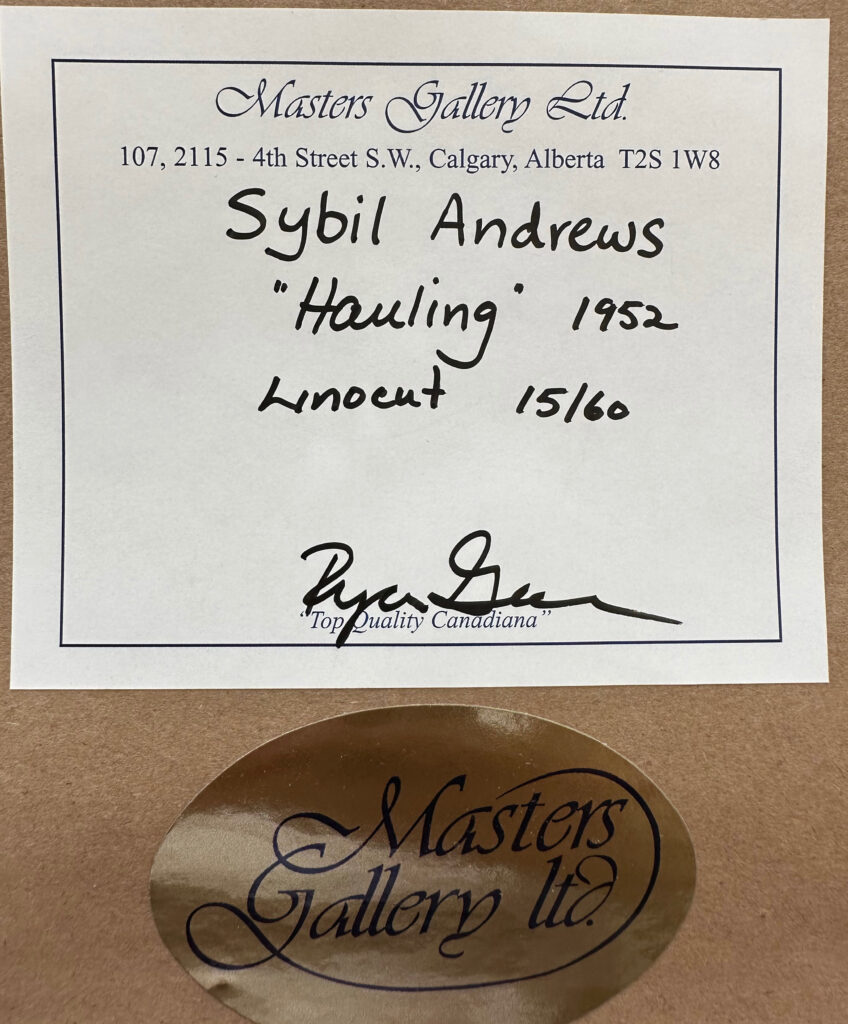 Masters Gallery Ltd.
107, 2115 - 4th Street S.W., Calgary, Alberta T2S 1W8
Sybil Andrews
"Hauling" 1952
Linocut 15/60
"Top Quality Canadiana"
Masters
Gallery ltd.